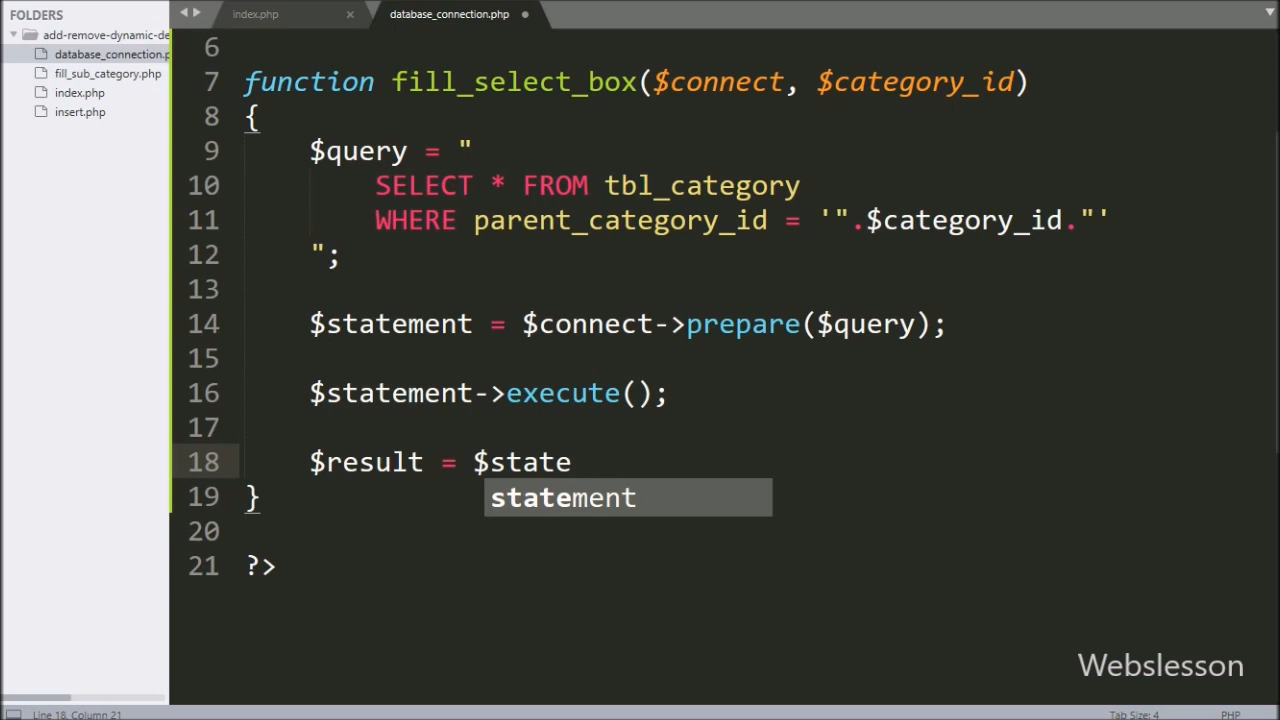 FOLDERS
add-remove-dynamic-de
database_connection.p
fill_sub_category.php
index.php
insert.php
index.php
database_connection.php
6
7 function fill_select_box($connect, $category_id)
8 {
9 $query = "
10 SELECT * FROM tbl_category
11 WHERE parent_category_id = '".$category_id."'
12 ";
13
14 $statement = $connect->prepare($query);
15
16 $statement->execute();
17
18 $result = $state
statement
19 }
20
21 ?>
Webslesson
Line 18, Column 21
Tab Size: 4
PHP